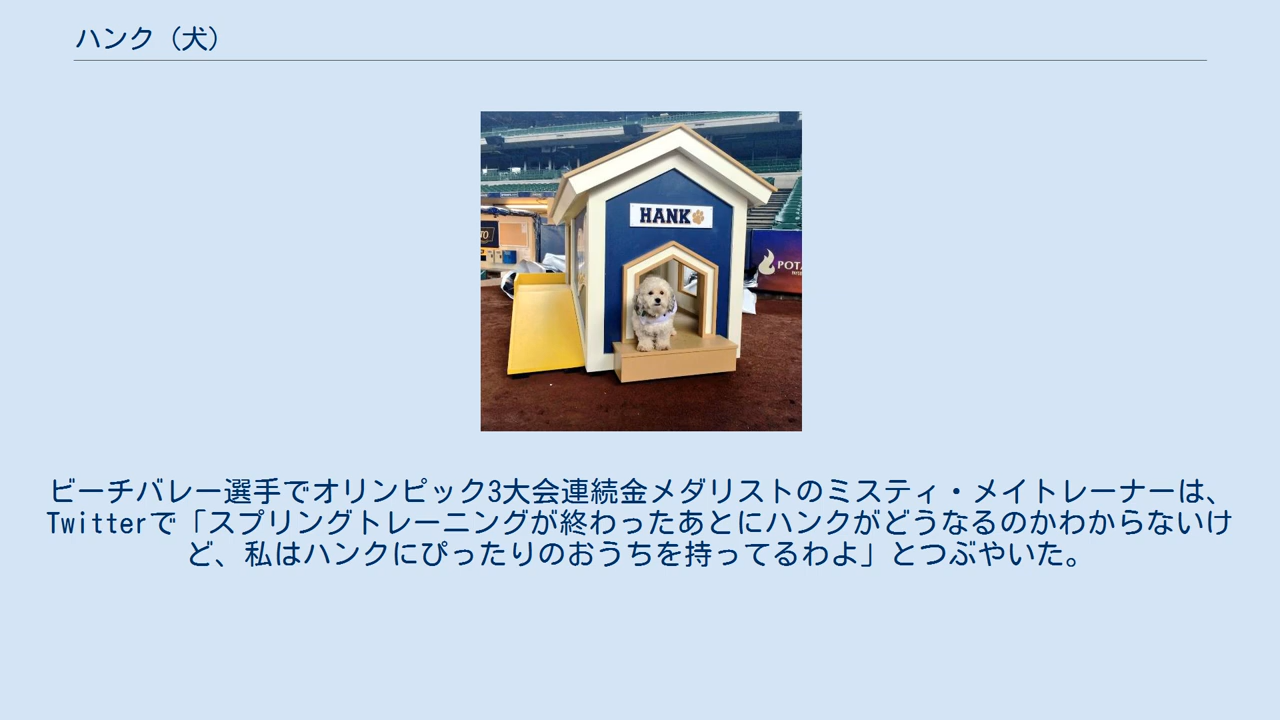 ハンク（犬）
HANK
POTA
ビーチバレー選手でオリンピック3大会連続金メダリストのミスティ・メイトレーナーは、
Twitterで「スプリングトレーニングが終わったあとにハンクがどうなるのかわからないけ
ど、私はハンクにぴったりのおうちを持ってるわよ」とつぶやいた。